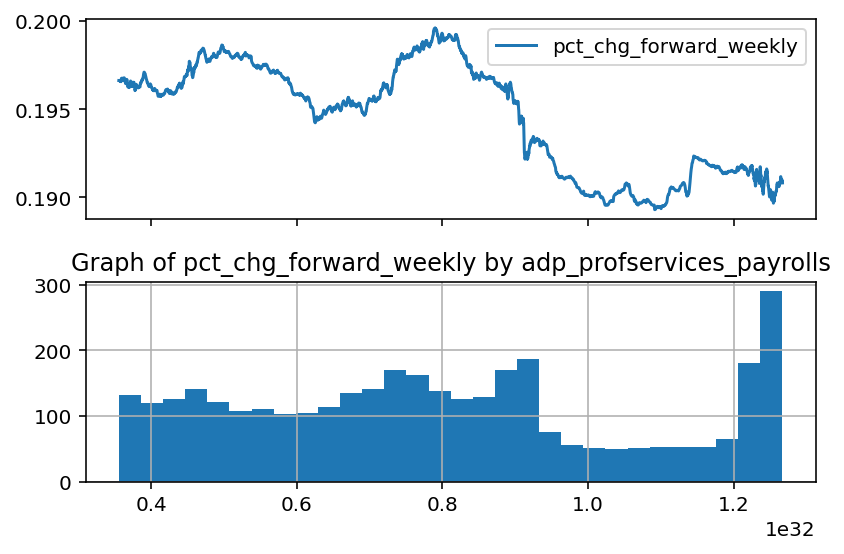 0.200
pct_chg_forward_weekly
0.195
0.190
Graph of pct_chg_forward_weekly by adp_profservices_payrolls
300
200
100
0
0.4 0.6 0.8 1.0 1.2
1e32